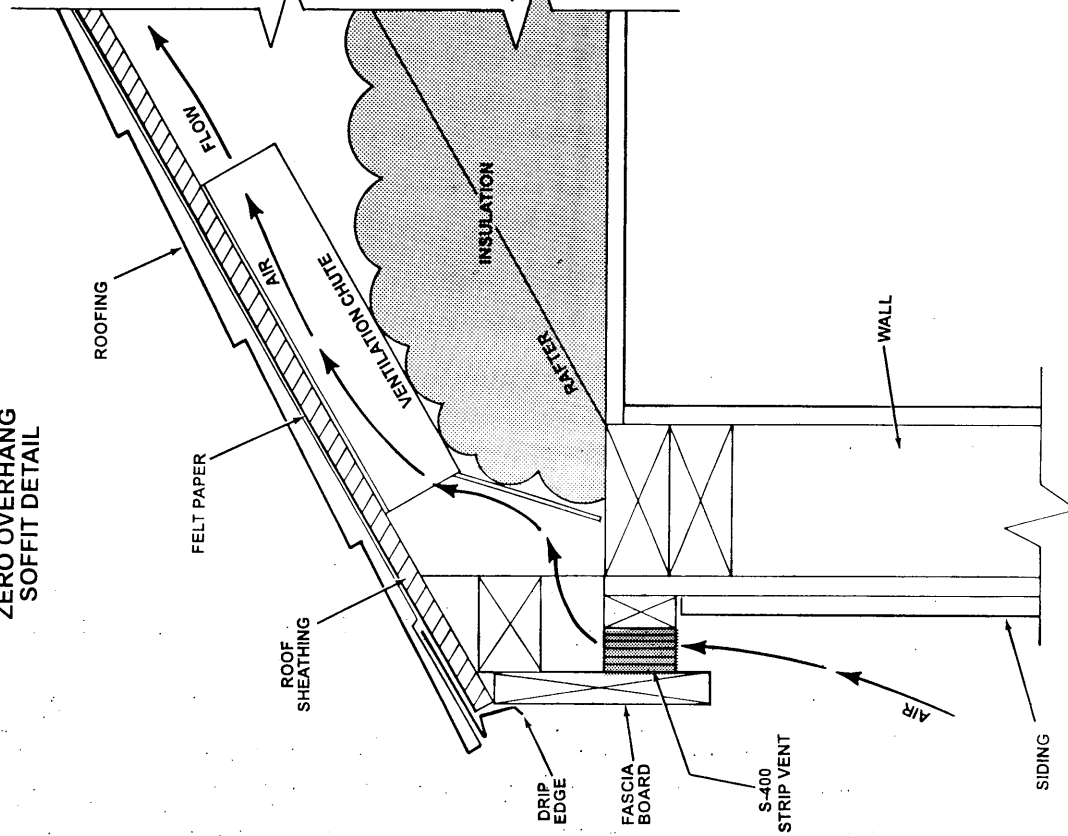 ZERO OVERHANG
SOFFIT DETAIL
ROOFING
FLOW
AIR
VENTILATION CHUTE
FELT PAPER
INSULATION
RAFTER
WALL
ROOF
SHEATHING
DRIP
EDGE
FASCIA
BOARD
S-400
STRIP VENT
AIR
SIDING